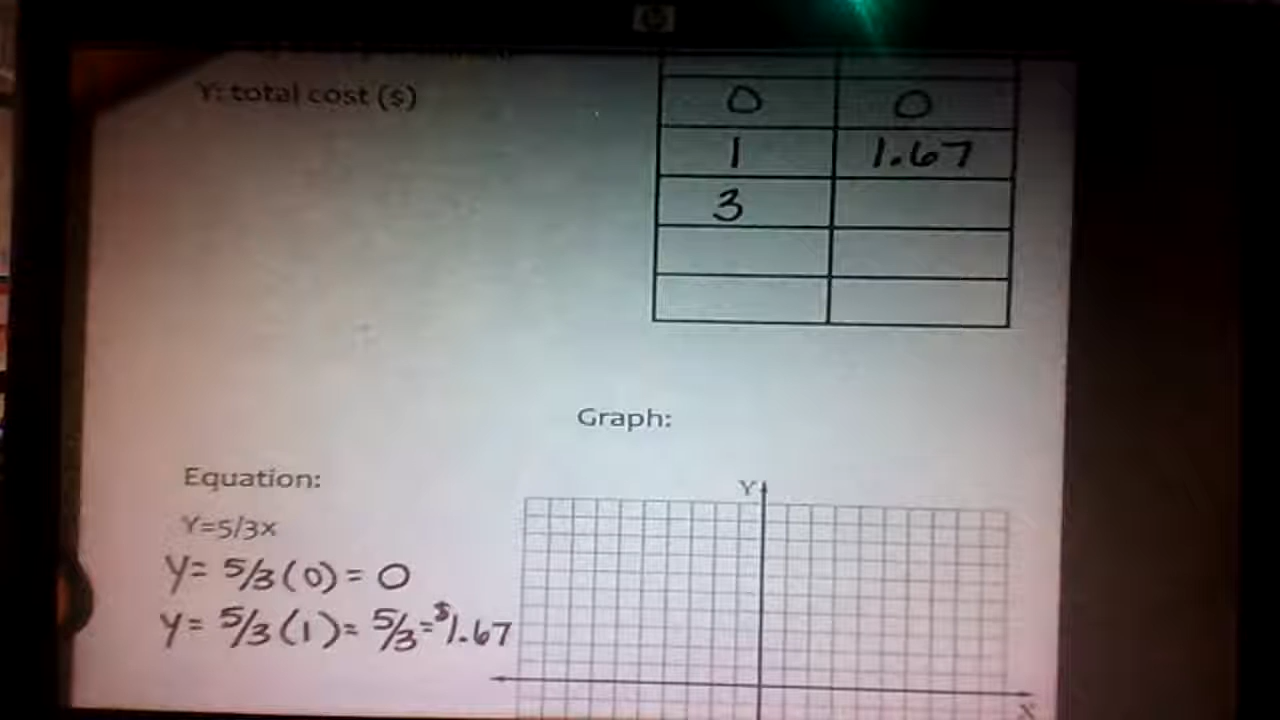 Y: total cost ($)
0 0
1 1.67
3
Graph:
Equation:
Y=5/3x
y= 5/3(0) = 0
y= 5/3(1)= 5/3=$1.67
Y
X